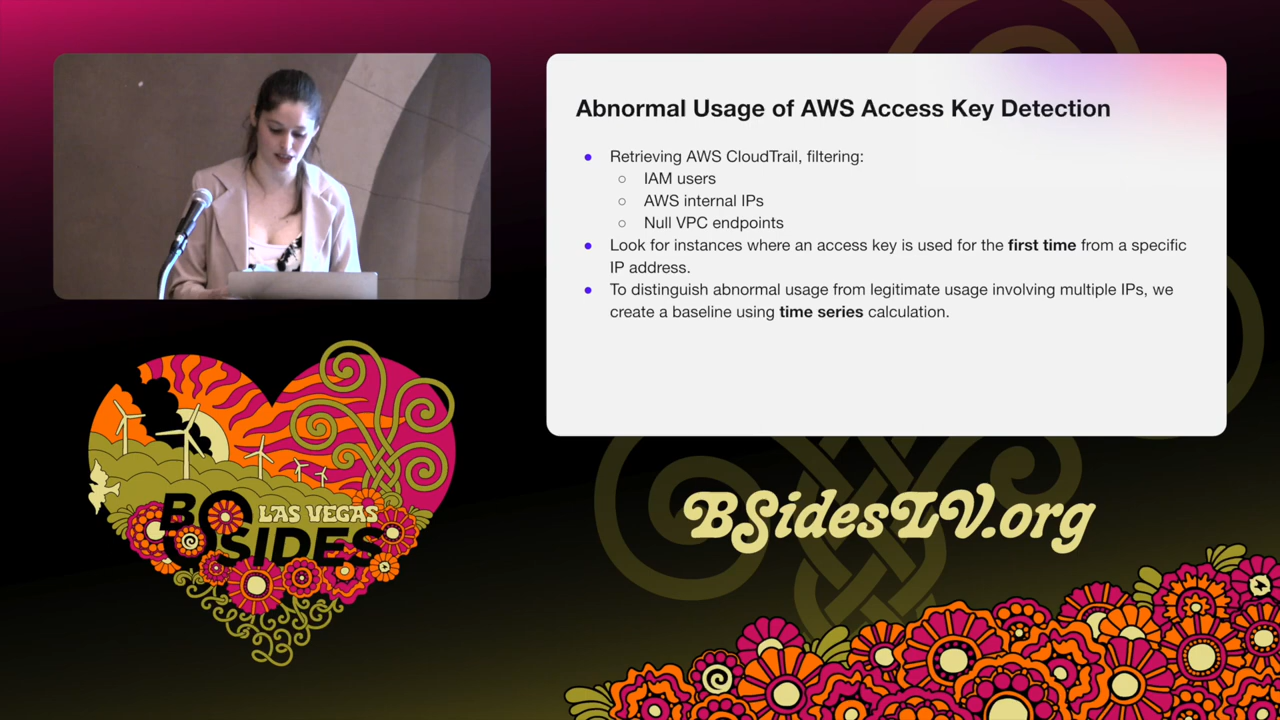 Abnormal Usage of AWS Access Key Detection
● Retrieving AWS CloudTrail, filtering:
○ IAM users
○ AWS internal IPs
○ Null VPC endpoints
● Look for instances where an access key is used for the first time from a specific
IP address.
● To distinguish abnormal usage from legitimate usage involving multiple IPs, we
create a baseline using time series calculation.
BO
LAS VEGAS
SIDES
BSidesLV.org